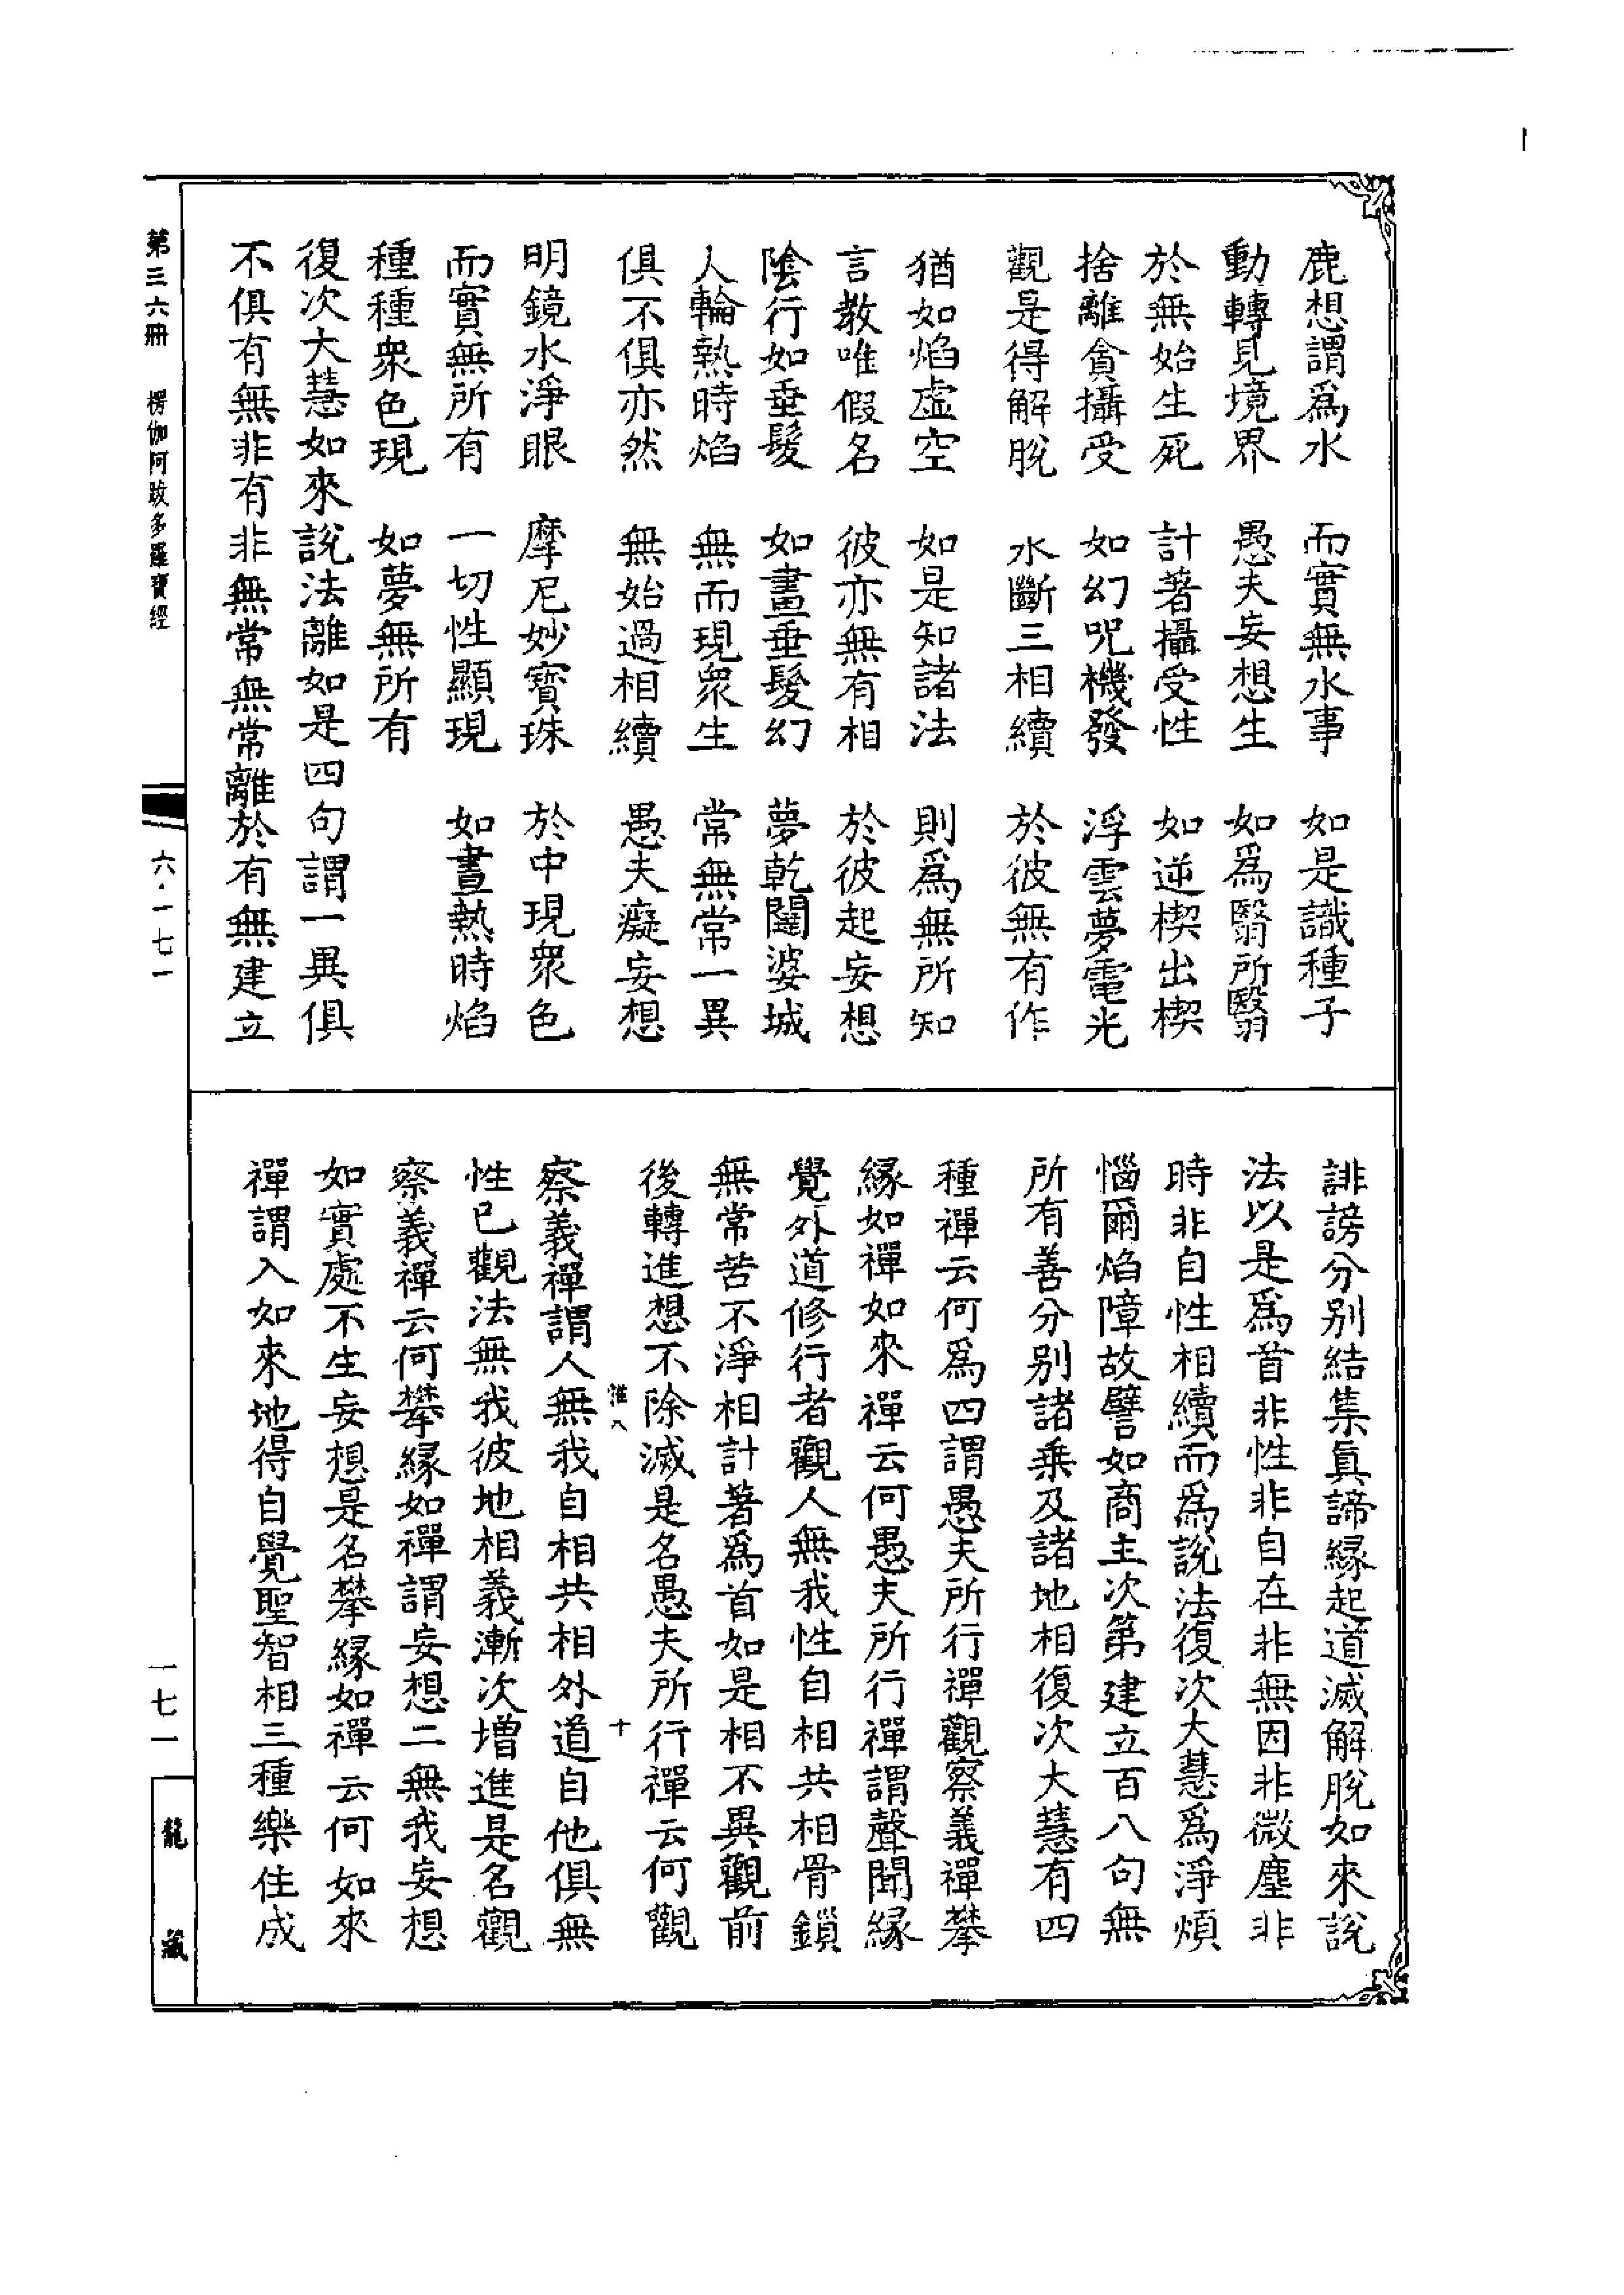 鹿想謂為水　而實無水事　如是識種子
動轉見境界　愚夫妄想生　如為翳所翳
於無始生死　計著攝受性　如逆楔出楔
捨離貪攝受　如幻呪機發　浮雲夢電光
觀是得解脫　水斷三相續　於彼無有作
猶如焰虛空　如是知諸法　則為無所知
言教唯假名　彼亦無有相　於彼起妄想
陰行如垂髮　如畫垂髮幻　夢乾闥婆城
人輪熱時焰　無而現眾生　常無常一異
俱不俱亦然　無始過相續　愚夫癡妄想
明鏡水淨眼　摩尼妙寶珠　於中現眾色
而實無所有　一切性顯現　如晝熱時焰
種種眾色現　如夢無所有
復次大慧如來說法離如是四句謂一異俱
不俱有無非有非無常無常離於有無建立
誹謗分別結集真諦緣起道滅解脫如來說
法以是為首非性非自在非無因非微塵非
時非自性相續而為說法復次大慧為淨煩
惱爾焰障故譬如商主次第建立百八句無
所有善分別諸乘及諸地相復次大慧有四
種禪云何為四謂愚夫所行禪觀察義禪攀
緣如禪如來禪云何愚夫所行禪謂聲聞緣
覺外道修行者觀人無我性自相共相骨鎖
無常苦不淨相計著為首如是相不異觀前
後轉進想不除滅是名愚夫所行禪云何觀
察義禪謂人無我自相共相外道自他俱無
性已觀法無我彼地相義漸次增進是名觀
察義禪云何攀緣如禪謂妄想二無我妄想
如實處不生妄想是名攀緣如禪云何如來
禪謂入如來地得自覺聖智相三種樂住成
八　十
第三六冊　楞伽阿跋多羅寶經
六·一七一
一七一
龍藏